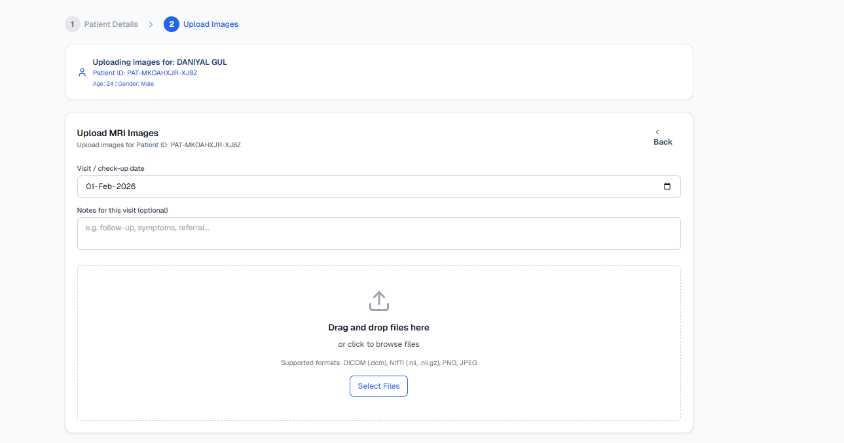 1 Patient Details > 2 Upload Images
Uploading images for: DANIYAL GUL
Patient ID: PAT-MKOAHXJR-XJ8Z
Age: 24 | Gender: Male
Upload MRI Images
Upload images for Patient ID: PAT-MKOAHXJR-XJ8Z
Back
Visit / check-up date
01-Feb-2026
Notes for this visit (optional)
e.g. follow-up, symptoms, referral...
Drag and drop files here
or click to browse files
Supported formats: DICOM (.dcm), NIfTI (.nii, .nii.gz), PNG, JPEG
Select Files